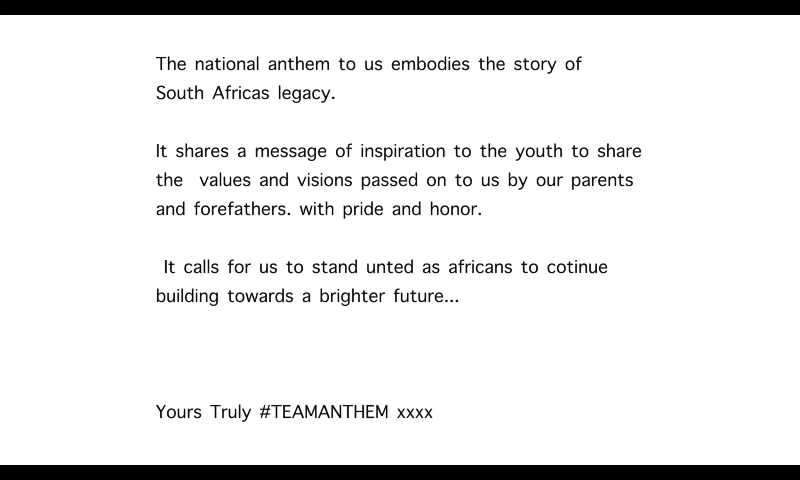 The national anthem to us embodies the story of
South Africas legacy.
It shares a message of inspiration to the youth to share
the  values and visions passed on to us by our parents
and forefathers. with pride and honor.
It calls for us to stand unted as africans to cotinue
building towards a brighter future...
Yours Truly #TEAMANTHEM xxxx